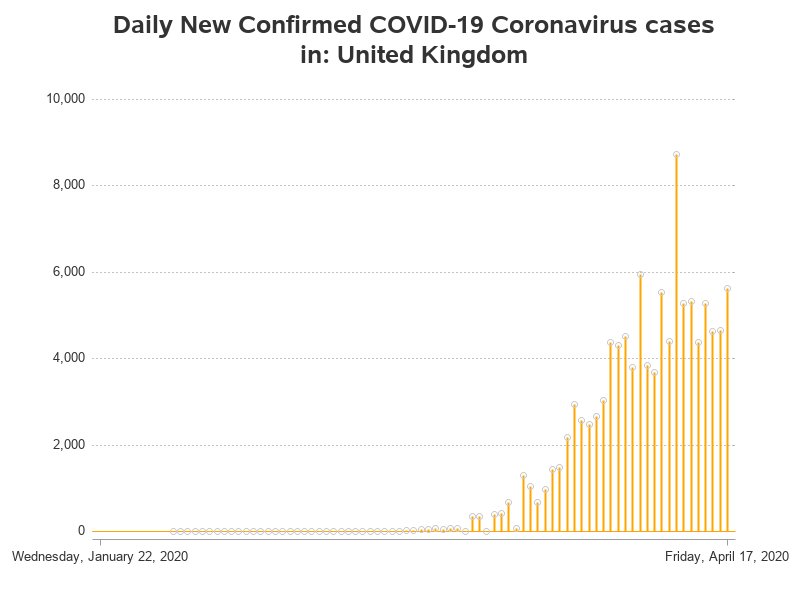 Daily New Confirmed COVID-19 Coronavirus cases
in: United Kingdom
10,000
8,000
6,000
4,000
2,000
0
Wednesday, January 22, 2020
Friday, April 17, 2020